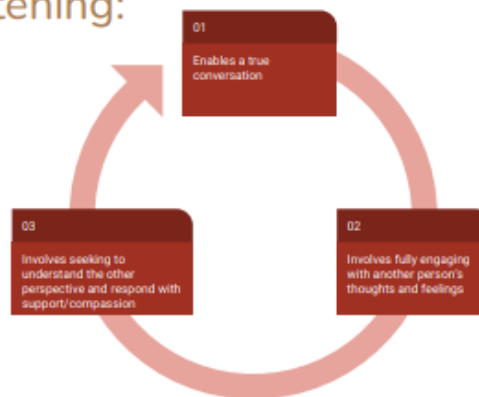 tening:
01
Enables a true
conversation
02
Involves fully engaging
with another person's
thoughts and feelings
03
Involves seeking to
understand the other
perspective and respond with
support/compassion